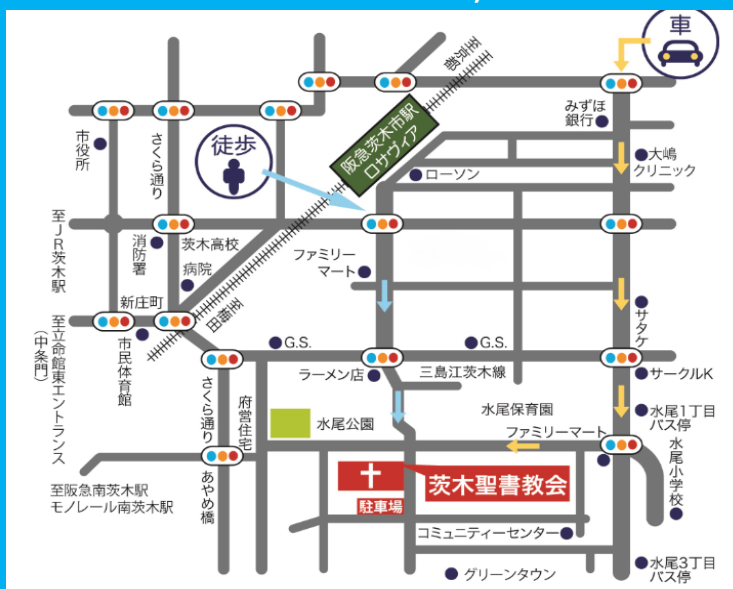 車
至京都
みずほ
銀行
市役所
さくら通り
徒歩
阪急茨木市駅
ロサヴィア
大嶋
クリニック
ローソン
至JR茨木駅
消防署
茨木高校
病院
ファミリー
マート
新庄町
至梅田
サタケ
至立命館東エントランス
(中条門)
市民体育館
G.S.
G.S.
ラーメン店
三島江茨木線
サークルK
さくら通り
府営住宅
水尾公園
水尾保育園
ファミリーマート
水尾1丁目
バス停
水尾小学校
あやめ橋
茨木聖書教会
至阪急南茨木駅
モノレール南茨木駅
駐車場
コミュニティーセンター
グリーンタウン
水尾3丁目
バス停